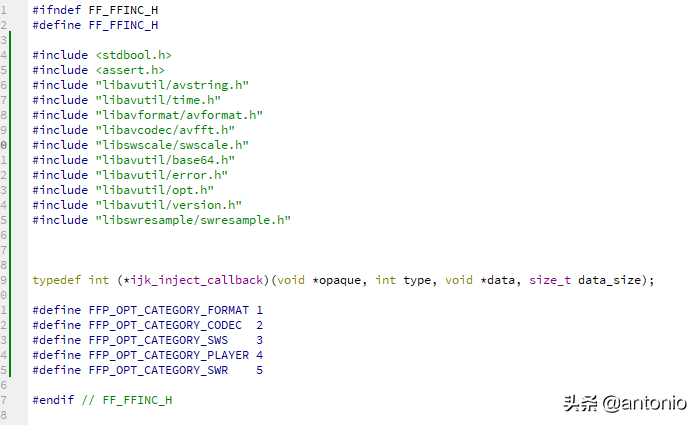 1 #ifndef FF_FFINC_H
2 #define FF_FFINC_H
3
4 #include <stdbool.h>
5 #include <assert.h>
6 #include "libavutil/avstring.h"
7 #include "libavutil/time.h"
8 #include "libavformat/avformat.h"
9 #include "libavcodec/avfft.h"
0 #include "libswscale/swscale.h"
1 #include "libavutil/base64.h"
2 #include "libavutil/error.h"
3 #include "libavutil/opt.h"
4 #include "libavutil/version.h"
5 #include "libswresample/swresample.h"
6
7
8
9 typedef int (*ijk_inject_callback)(void *opaque, int type, void *data, size_t data_size);
0
1 #define FFP_OPT_CATEGORY_FORMAT 1
2 #define FFP_OPT_CATEGORY_CODEC  2
3 #define FFP_OPT_CATEGORY_SWS    3
4 #define FFP_OPT_CATEGORY_PLAYER 4
5 #define FFP_OPT_CATEGORY_SWR    5
6
7 #endif // FF_FFINC_H
8
头条 @antonio